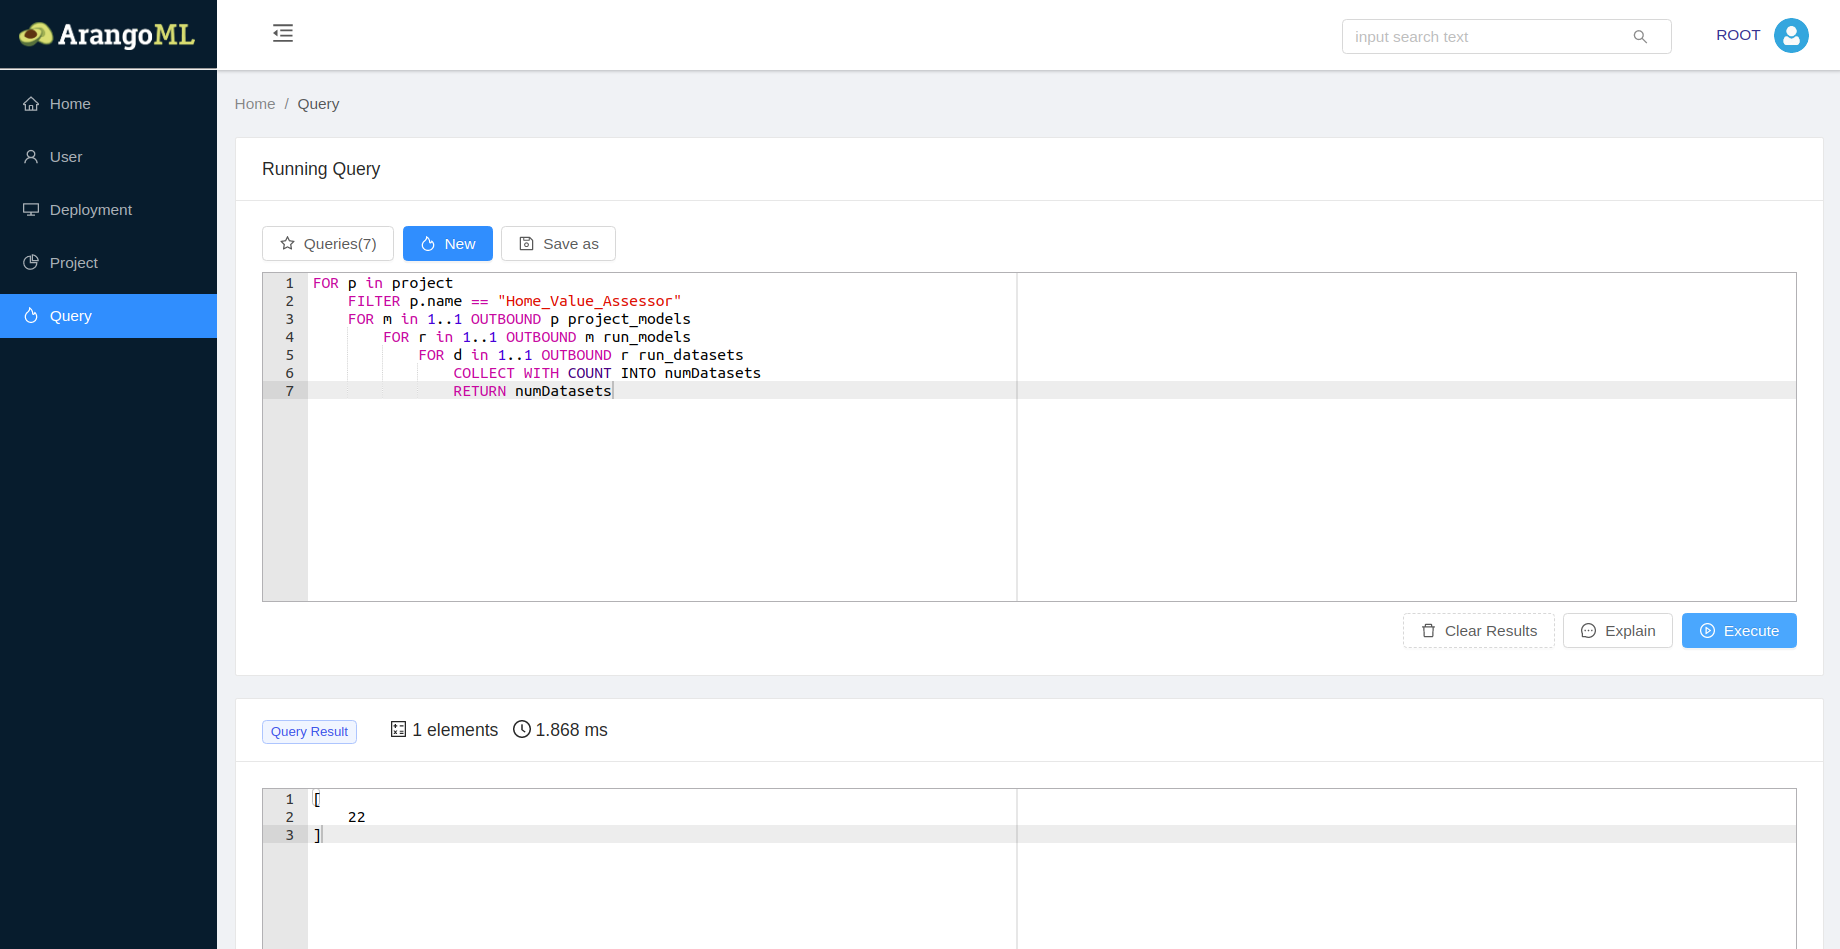 ArangoML
input search text
ROOT
Home
User
Deployment
Project
Query
Home / Query
Running Query
Queries(7) New Save as
1 FOR p in project
2     FILTER p.name == "Home_Value_Assessor"
3     FOR m in 1..1 OUTBOUND p project_models
4         FOR r in 1..1 OUTBOUND m run_models
5             FOR d in 1..1 OUTBOUND r run_datasets
6                 COLLECT WITH COUNT INTO numDatasets
7                 RETURN numDatasets
Clear Results Explain Execute
Query Result 1 elements 1.868 ms
1 [
2     22
3 ]